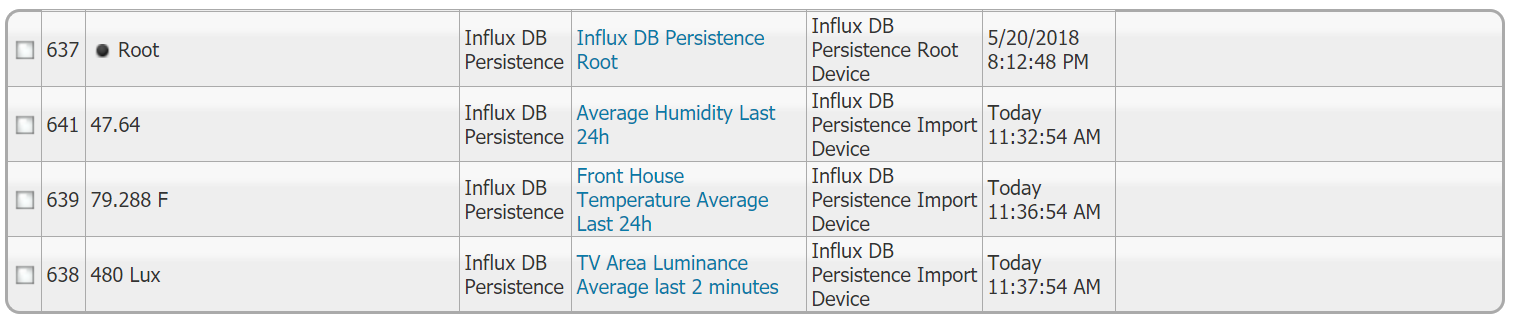 637 Root Influx DB Persistence Influx DB Persistence Root Influx DB Persistence Root Device 5/20/2018 8:12:48 PM
641 47.64 Influx DB Persistence Average Humidity Last 24h Influx DB Persistence Import Device Today 11:32:54 AM
639 79.288 F Influx DB Persistence Front House Temperature Average Last 24h Influx DB Persistence Import Device Today 11:36:54 AM
638 480 Lux Influx DB Persistence TV Area Luminance Average last 2 minutes Influx DB Persistence Import Device Today 11:37:54 AM